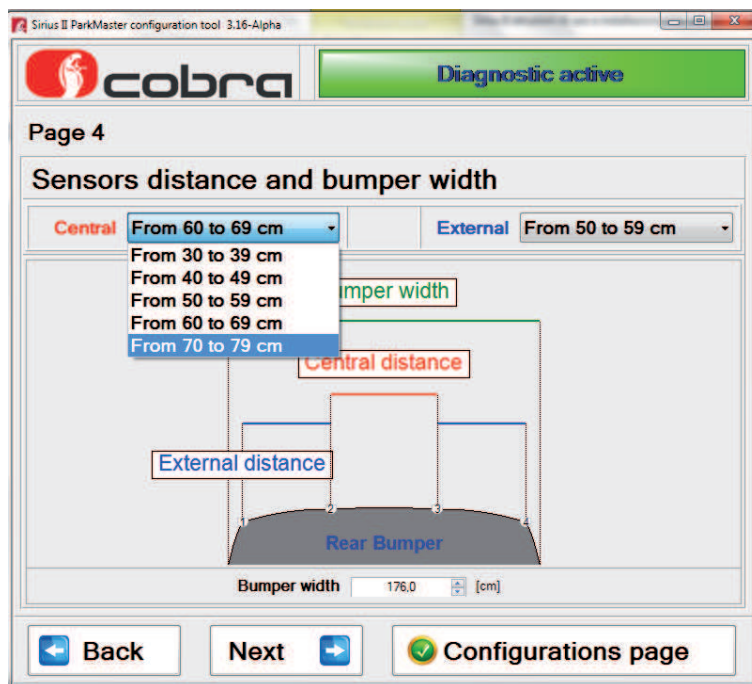 Sirius II ParkMaster configuration tool 3.16-Alpha
cobra
Diagnostic active
Page 4
Sensors distance and bumper width
Central From 60 to 69 cm
External From 50 to 59 cm
From 30 to 39 cm
From 40 to 49 cm
From 50 to 59 cm
From 60 to 69 cm
From 70 to 79 cm
width
Central distance
External distance
1 2 3 4
Rear Bumper
Bumper width 176,0 [cm]
Back
Next
Configurations page